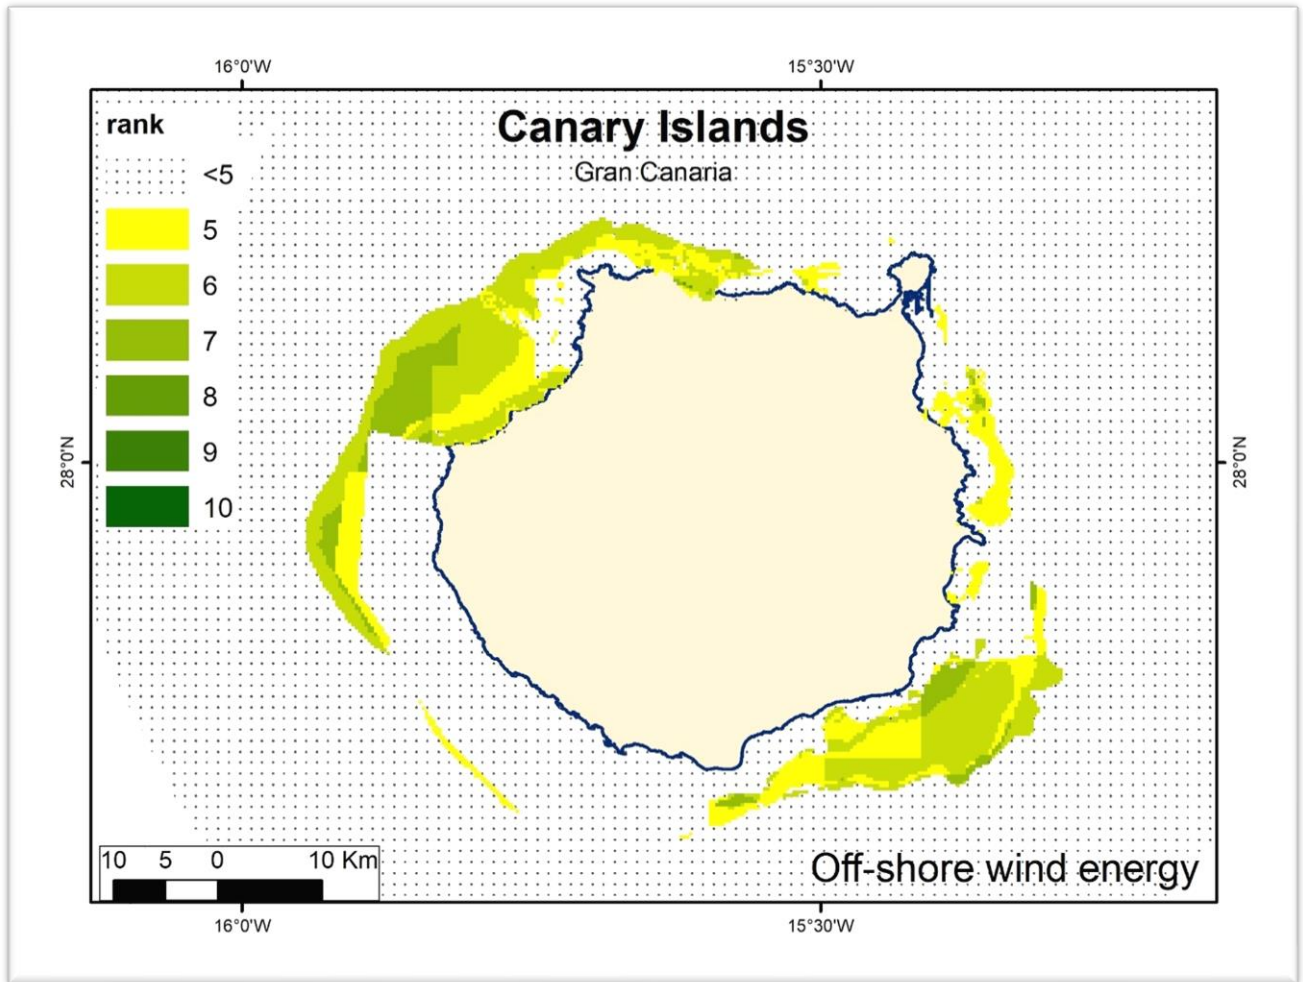 16°0'W 15°30'W
Canary Islands
Gran Canaria
rank
<5
5
6
7
8
9
10
28°0'N 28°0'N
10 5 0 10 Km
Off-shore wind energy
16°0'W 15°30'W